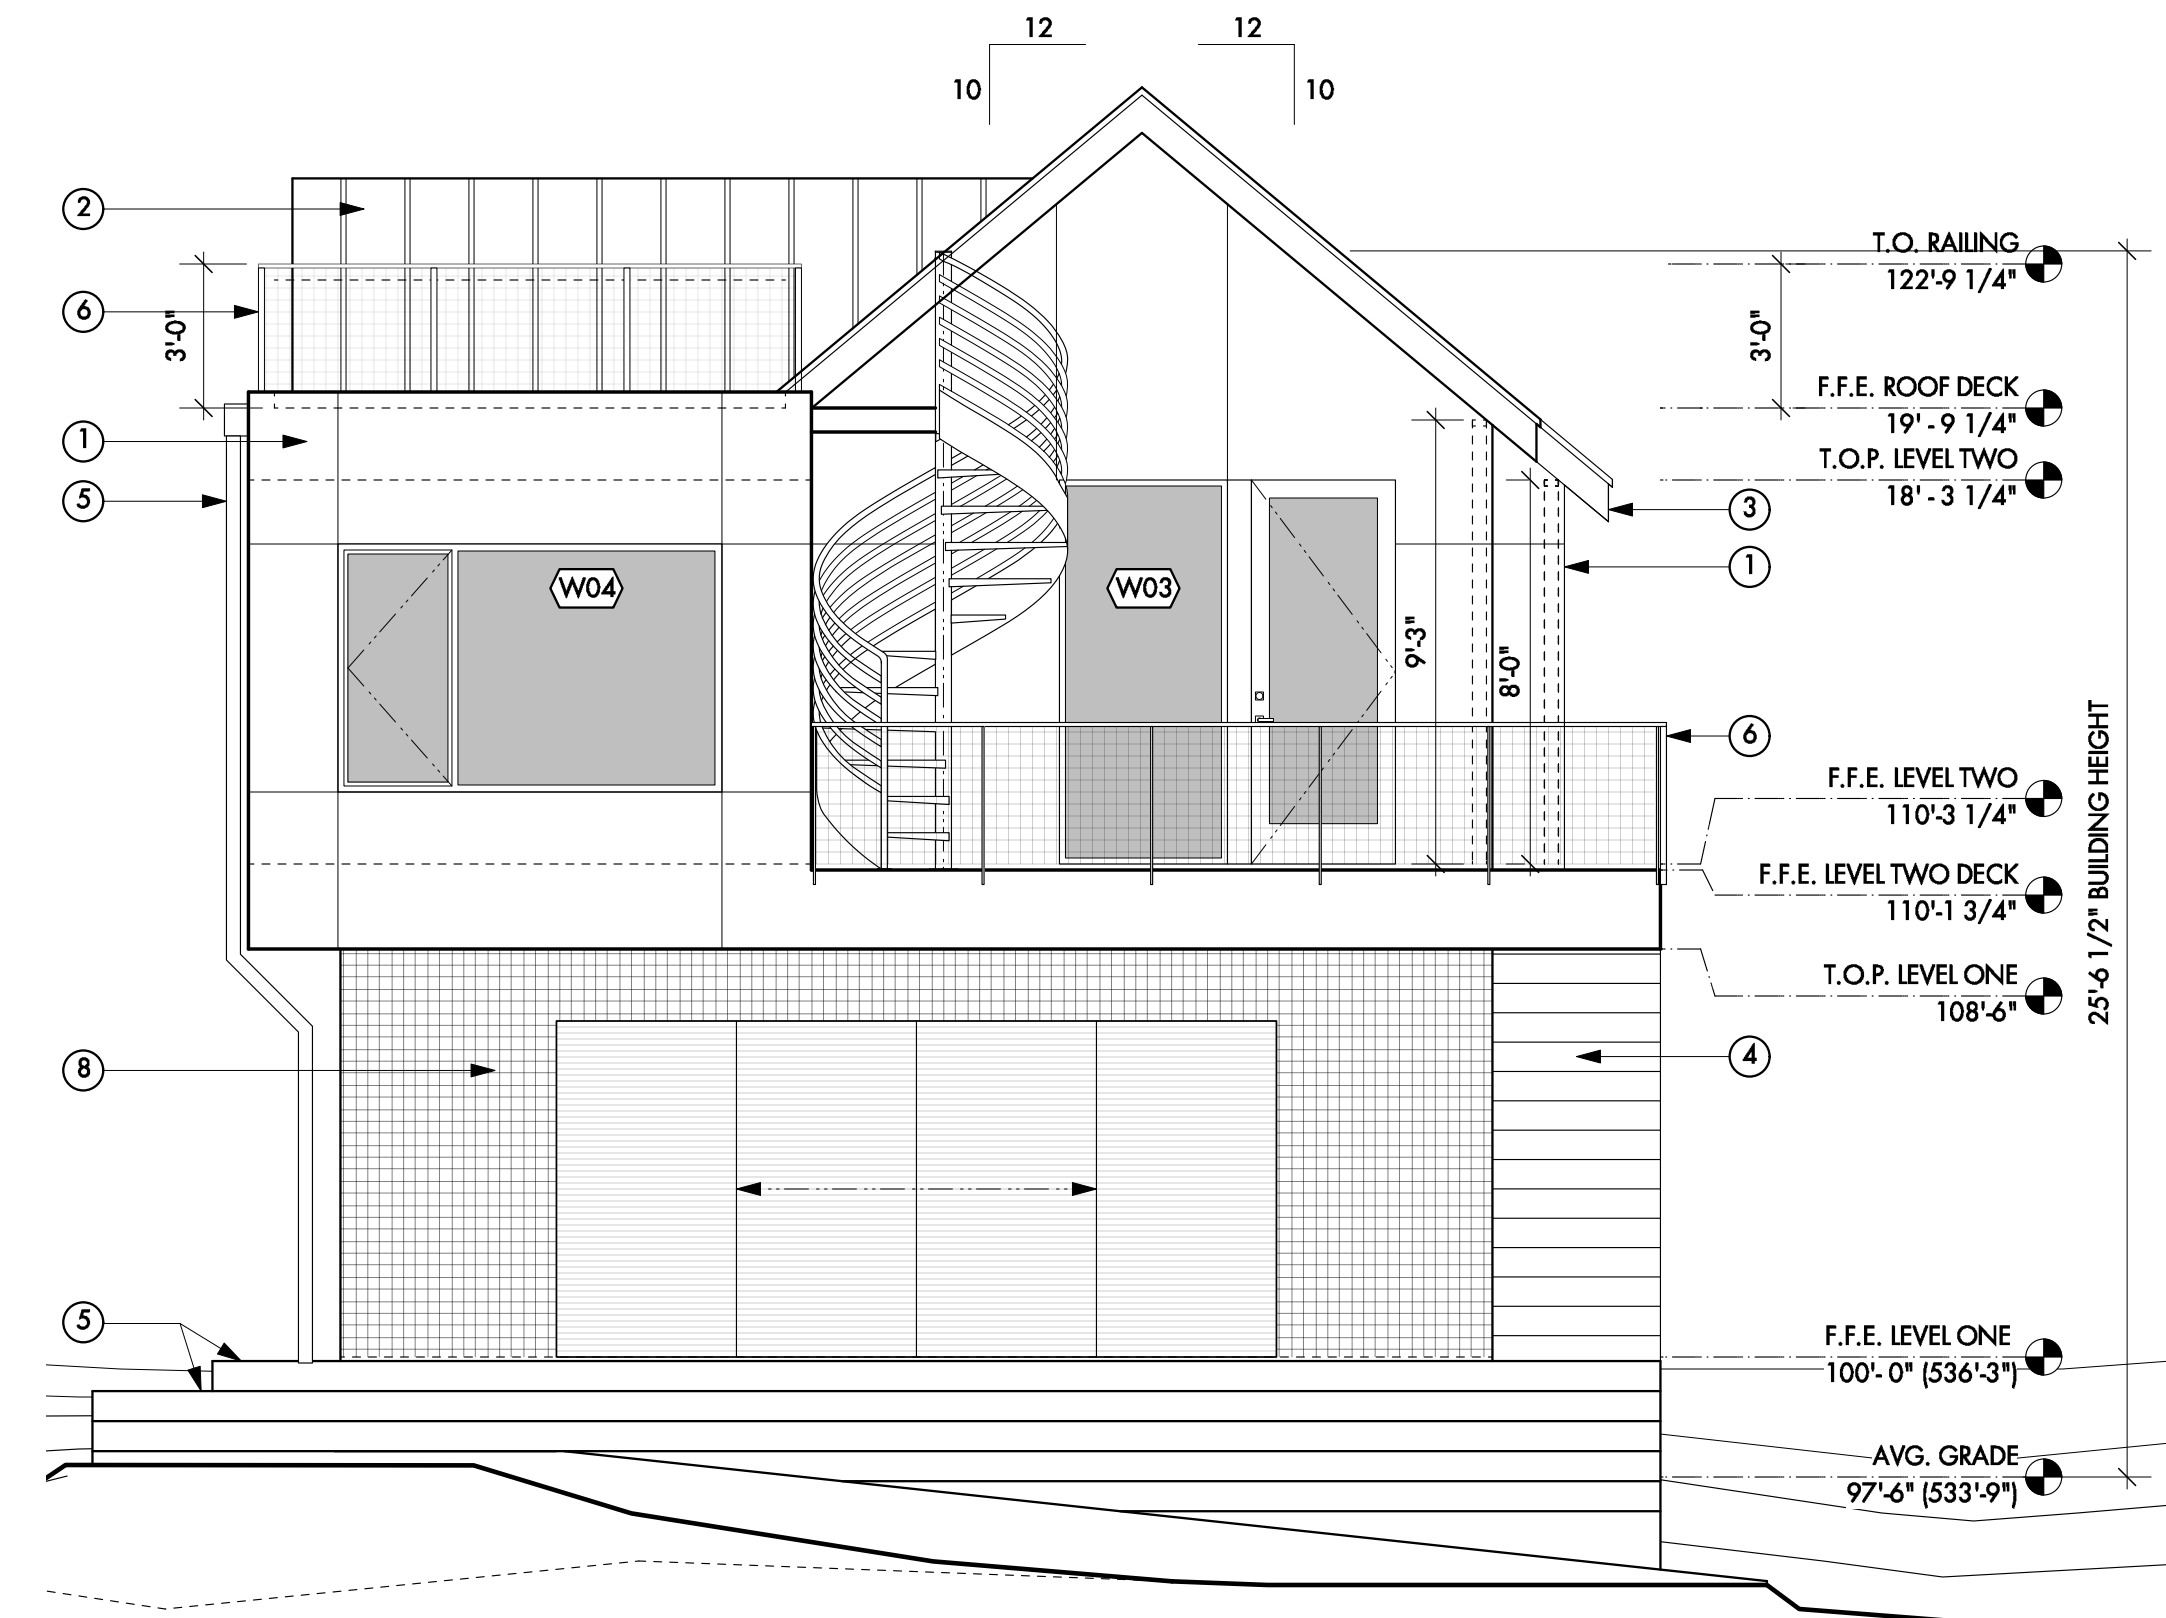 12
12
10
10
2
T.O. RAILING
122'-9 1/4"
6
3'-0"
3'-0"
F.F.E. ROOF DECK
19' - 9 1/4"
1
T.O.P. LEVEL TWO
18' - 3 1/4"
5
3
1
W04
W03
9'-3"
8'-0"
6
F.F.E. LEVEL TWO
110'-3 1/4"
F.F.E. LEVEL TWO DECK
110'-1 3/4"
25'-6 1/2" BUILDING HEIGHT
T.O.P. LEVEL ONE
108'-6"
8
4
5
F.F.E. LEVEL ONE
100'- 0" (536'-3")
AVG. GRADE
97'-6" (533'-9")